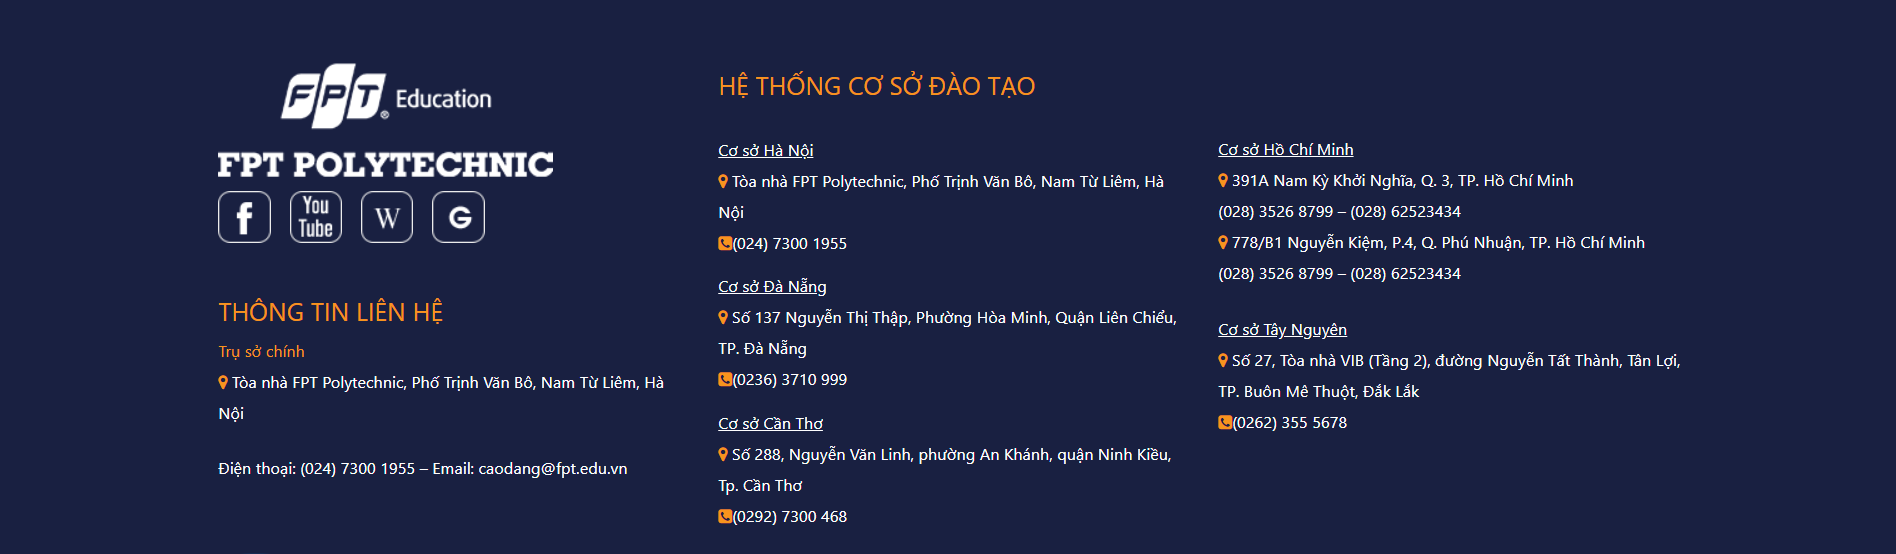 FPT® Education
FPT POLYTECHNIC
f
You
Tube
W
G
THÔNG TIN LIÊN HỆ
Trụ sở chính
Tòa nhà FPT Polytechnic, Phố Trịnh Văn Bô, Nam Từ Liêm, Hà
Nội
Điện thoại: (024) 7300 1955 – Email: caodang@fpt.edu.vn
HỆ THỐNG CƠ SỞ ĐÀO TẠO
Cơ sở Hà Nội
Tòa nhà FPT Polytechnic, Phố Trịnh Văn Bô, Nam Từ Liêm, Hà
Nội
(024) 7300 1955
Cơ sở Đà Nẵng
Số 137 Nguyễn Thị Thập, Phường Hòa Minh, Quận Liên Chiểu,
TP. Đà Nẵng
(0236) 3710 999
Cơ sở Cần Thơ
Số 288, Nguyễn Văn Linh, phường An Khánh, quận Ninh Kiều,
Tp. Cần Thơ
(0292) 7300 468
Cơ sở Hồ Chí Minh
391A Nam Kỳ Khởi Nghĩa, Q. 3, TP. Hồ Chí Minh
(028) 3526 8799 – (028) 62523434
778/B1 Nguyễn Kiệm, P.4, Q. Phú Nhuận, TP. Hồ Chí Minh
(028) 3526 8799 – (028) 62523434
Cơ sở Tây Nguyên
Số 27, Tòa nhà VIB (Tầng 2), đường Nguyễn Tất Thành, Tân Lợi,
TP. Buôn Mê Thuột, Đắk Lắk
(0262) 355 5678